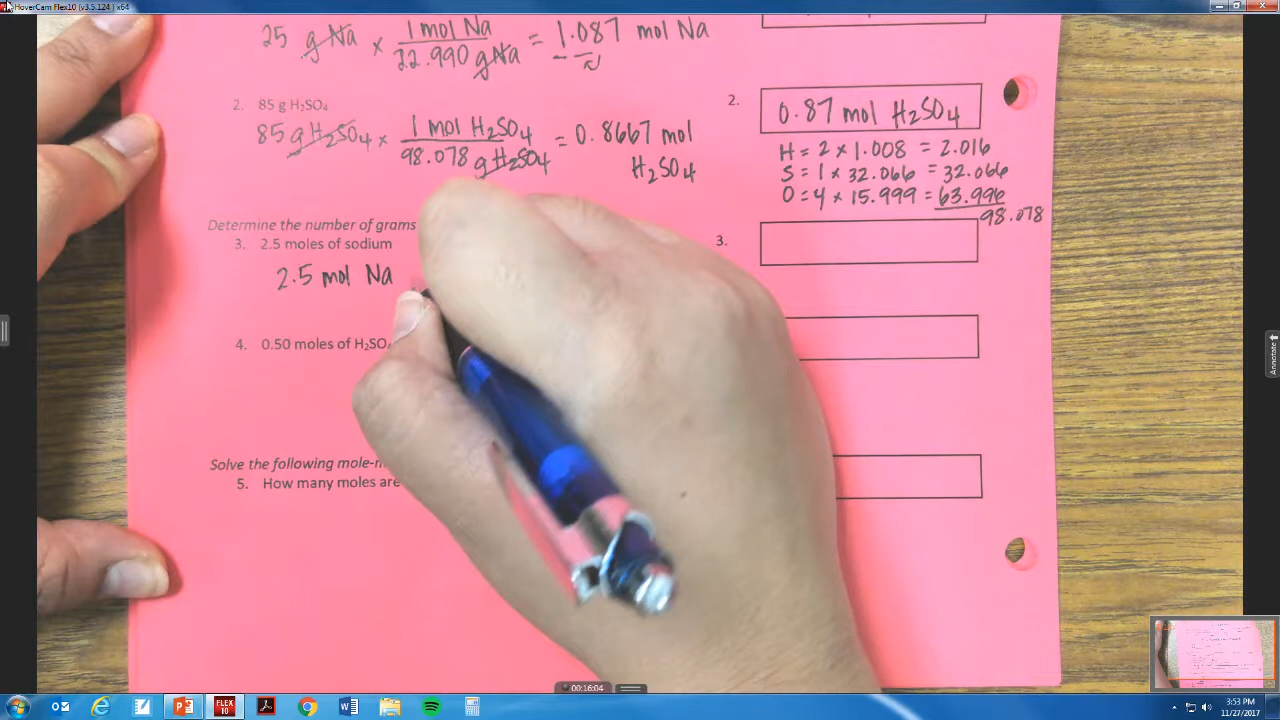 HoverCam Flex10 (v3.5.124) x64
25 g Na x 1 mol Na / 22.990 g Na = 1.087 mol Na
2. 85 g H₂SO₄
85 g H₂SO₄ x 1 mol H₂SO₄ / 98.078 g H₂SO₄ = 0.8667 mol H₂SO₄
2. 0.87 mol H₂SO₄
H = 2 x 1.008 = 2.016
S = 1 x 32.066 = 32.066
O = 4 x 15.999 = 63.996
98.078
Determine the number of grams
3. 2.5 moles of sodium
3.
2.5 mol Na
4. 0.50 moles of H₂SO₄
Solve the following mole-m
5. How many moles are
Annotate
00:16:04
FLEX 10
3:53 PM
11/27/2017